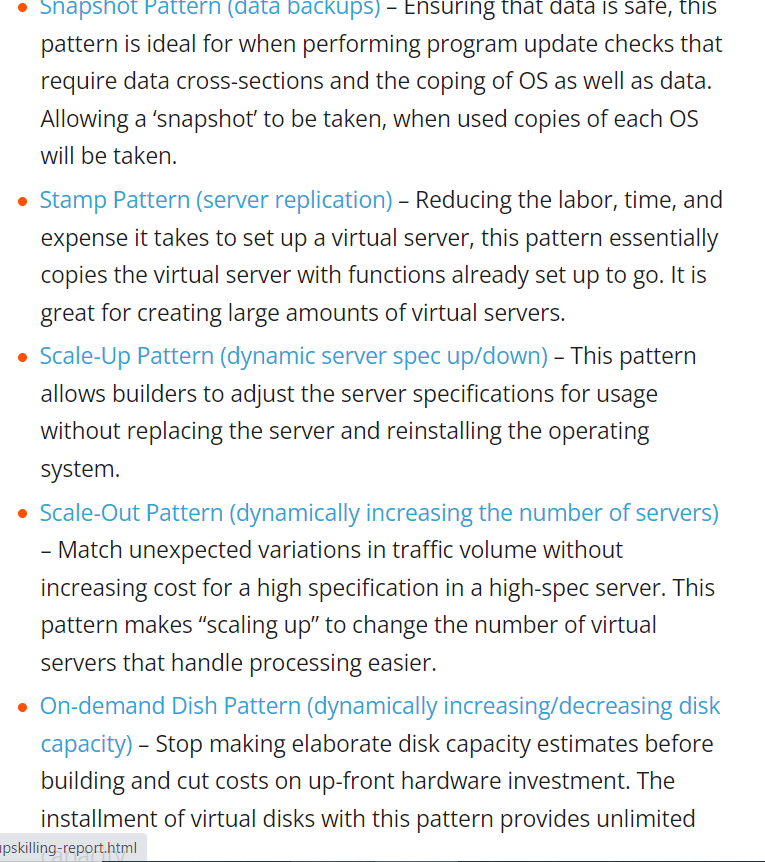 Snapshot Pattern (data backups) – Ensuring that data is safe, this
pattern is ideal for when performing program update checks that
require data cross-sections and the coping of OS as well as data.
Allowing a ‘snapshot’ to be taken, when used copies of each OS
will be taken.
Stamp Pattern (server replication) – Reducing the labor, time, and
expense it takes to set up a virtual server, this pattern essentially
copies the virtual server with functions already set up to go. It is
great for creating large amounts of virtual servers.
Scale-Up Pattern (dynamic server spec up/down) – This pattern
allows builders to adjust the server specifications for usage
without replacing the server and reinstalling the operating
system.
Scale-Out Pattern (dynamically increasing the number of servers)
– Match unexpected variations in traffic volume without
increasing cost for a high specification in a high-spec server. This
pattern makes “scaling up” to change the number of virtual
servers that handle processing easier.
On-demand Dish Pattern (dynamically increasing/decreasing disk
capacity) – Stop making elaborate disk capacity estimates before
building and cut costs on up-front hardware investment. The
installment of virtual disks with this pattern provides unlimited
upskilling-report.html
capacity